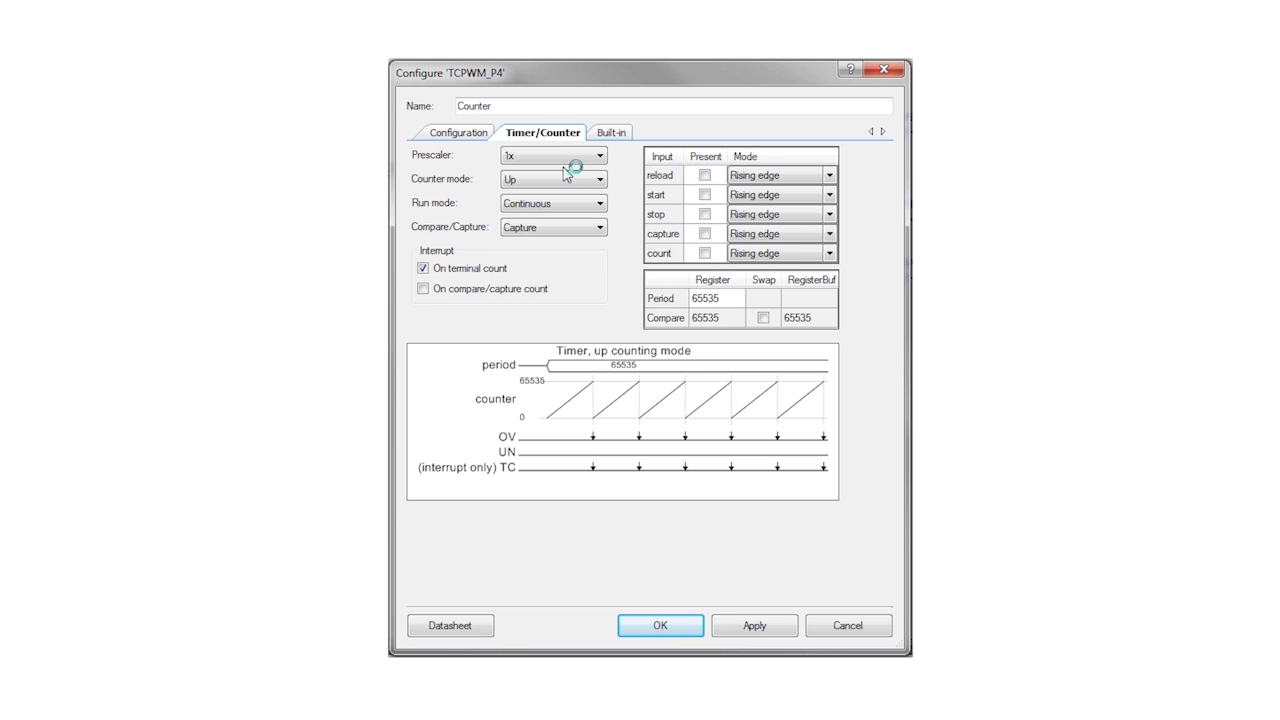 Configure 'TCPWM_P4'
?
Name: Counter
Configuration Timer/Counter Built-in
Prescaler: 1x
Counter mode: Up
Run mode: Continuous
Compare/Capture: Capture
Interrupt
On terminal count
On compare/capture count
Input Present Mode
reload Rising edge
start Rising edge
stop Rising edge
capture Rising edge
count Rising edge
Register Swap RegisterBuf
Period 65535
Compare 65535 65535
Timer, up counting mode
period 65535
65535
counter
0
OV
UN
(interrupt only) TC
Datasheet OK Apply Cancel